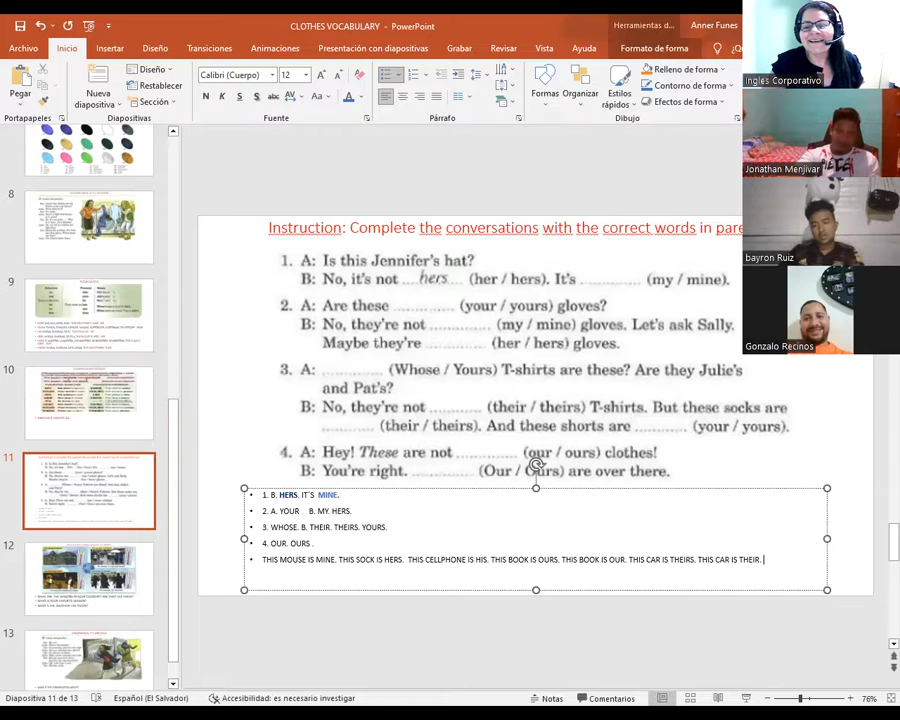 CLOTHES VOCABULARY - PowerPoint
Herramientas d...
Anner Funes
Archivo Inicio Insertar Diseño Transiciones Animaciones Presentación con diapositivas Grabar Revisar Vista Ayuda Formato de forma
Pegar
Nueva diapositiva
Diseño
Restablecer
Sección
Calibri (Cuerpo) 12
N K S S abc AV Aa A
Formas Organizar Estilos rápidos
Relleno de forma
Contorno de forma
Efectos de forma
Portapapeles Diapositivas Fuente Párrafo Dibujo
Ingles Corporativo
Jonathan Menjivar
bayron Ruiz
Gonzalo Recinos
8
9
10
11
12
13
Instruction: Complete the conversations with the correct words in pare
1. A: Is this Jennifer's hat?
B: No, it's not ....hers.... (her / hers). It's .............. (my / mine).
2. A: Are these .............. (your / yours) gloves?
B: No, they're not .............. (my / mine) gloves. Let's ask Sally.
Maybe they're .............. (her / hers) gloves.
3. A: .............. (Whose / Yours) T-shirts are these? Are they Julie's
and Pat's?
B: No, they're not .............. (their / theirs) T-shirts. But these socks are
.............. (their / theirs). And these shorts are .............. (your / yours).
4. A: Hey! These are not .............. (our / ours) clothes!
B: You're right. .............. (Our / Ours) are over there.
• 1. B. HERS. IT´S MINE.
• 2. A. YOUR B. MY. HERS.
• 3. WHOSE. B. THEIR. THEIRS. YOURS.
• 4. OUR. OURS .
• THIS MOUSE IS MINE. THIS SOCK IS HERS. THIS CELLPHONE IS HIS. THIS BOOK IS OURS. THIS BOOK IS OUR. THIS CAR IS THEIRS. THIS CAR IS THEIR.
Diapositiva 11 de 13 Español (El Salvador) Accesibilidad: es necesario investigar Notas Comentarios 76%